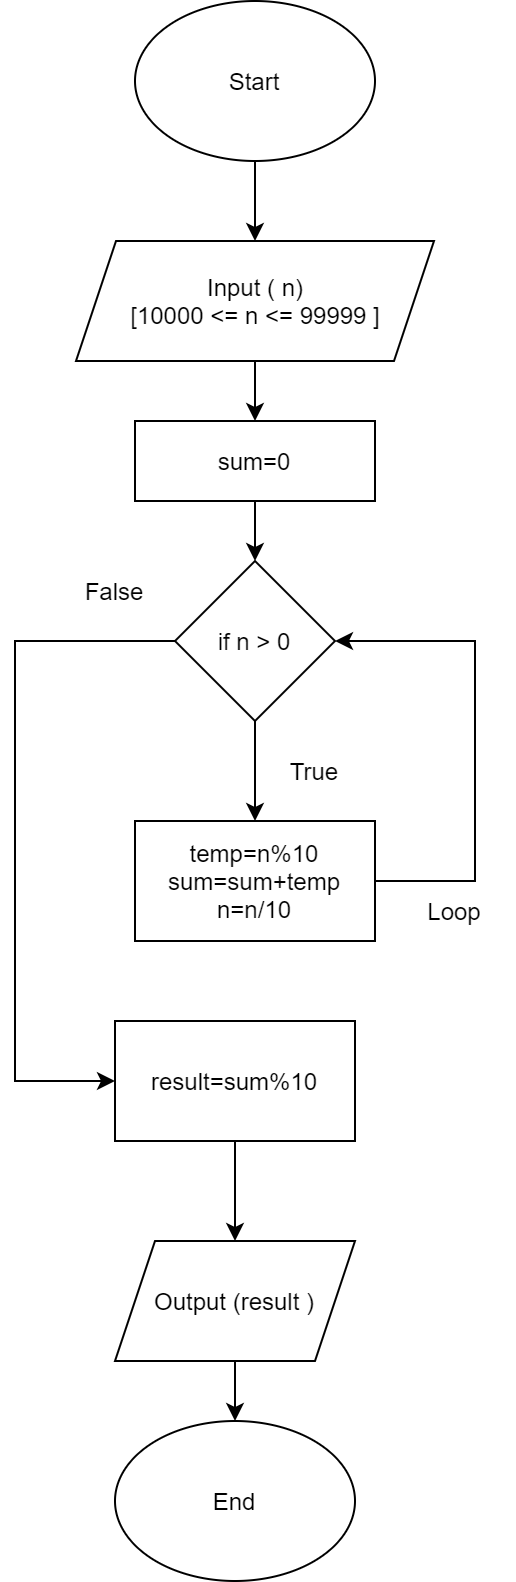 Start
Input ( n)
[10000 <= n <= 99999 ]
sum=0
False
if n > 0
True
temp=n%10
sum=sum+temp
n=n/10
Loop
result=sum%10
Output (result )
End